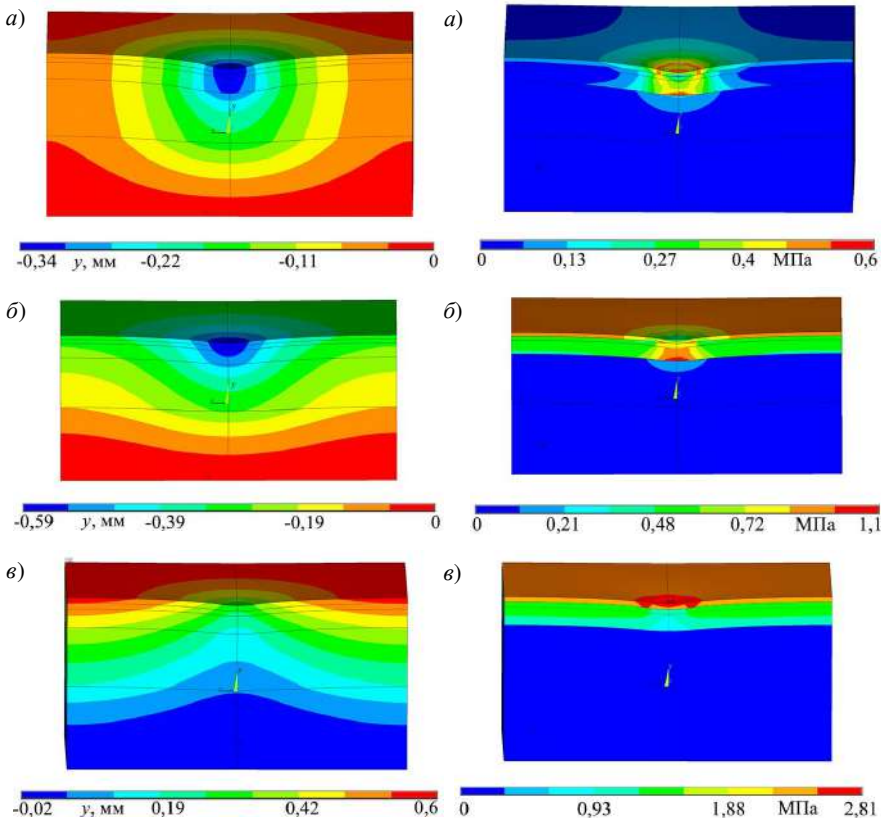 а)
а)
-0,34 y, мм -0,22 -0,11 0
0 0,13 0,27 0,4 МПа 0,6
б)
б)
-0,59 y, мм -0,39 -0,19 0
0 0,21 0,48 0,72 МПа 1,1
в)
в)
-0,02 y, мм 0,19 0,42 0,6
0 0,93 1,88 МПа 2,81